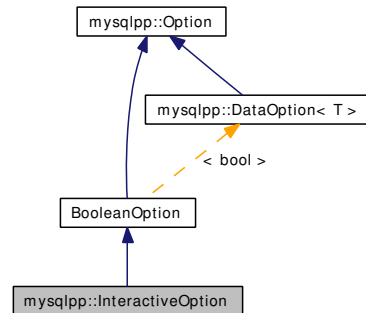 mysqlpp::Option
mysqlpp::DataOption< T >
< bool >
BooleanOption
mysqlpp::InteractiveOption